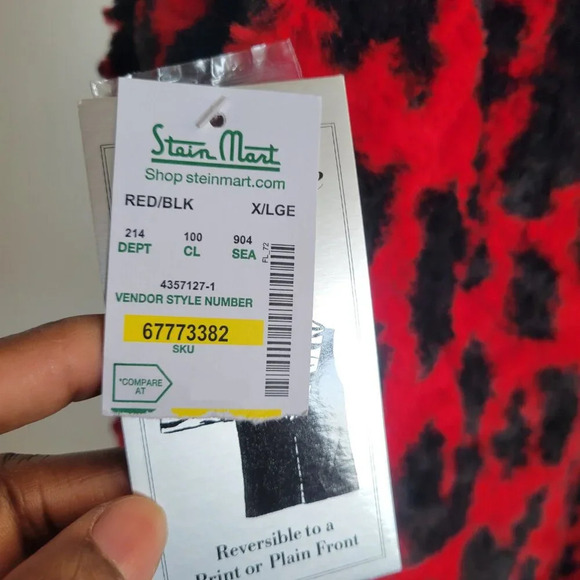 Stein Mart
Shop steinmart.com
RED/BLK X/LGE
214 100 904
DEPT CL SEA
FL_72
4357127-1
VENDOR STYLE NUMBER
67773382
SKU
*COMPARE
AT
Reversible to a
Print or Plain Front